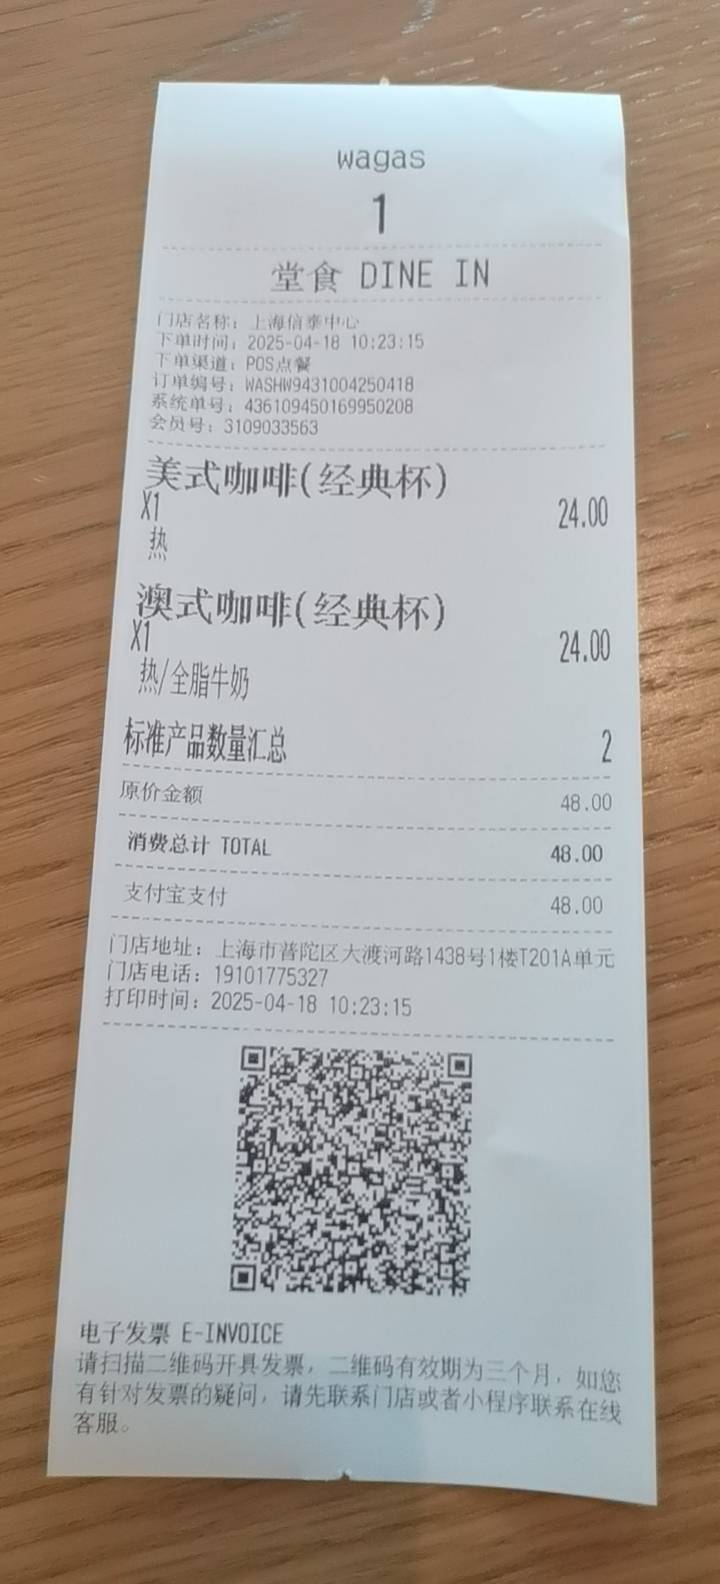 wagas
1
堂食 DINE IN
门店名称：上海信泰中心
下单时间：2025-04-18 10:23:15
下单渠道：POS点餐
订单编号：WASHW9431004250418
系统单号：436109450169950208
会员号：3109033563
美式咖啡(经典杯)
X1 24.00
热
澳式咖啡(经典杯)
X1 24.00
热/全脂牛奶
标准产品数量汇总 2
原价金额 48.00
消费总计 TOTAL 48.00
支付宝支付 48.00
门店地址：上海市普陀区大渡河路1438号1楼T201A单元
门店电话：19101775327
打印时间：2025-04-18 10:23:15
电子发票 E-INVOICE
请扫描二维码开具发票，二维码有效期为三个月，如您
有针对发票的疑问，请先联系门店或者小程序联系在线
客服。